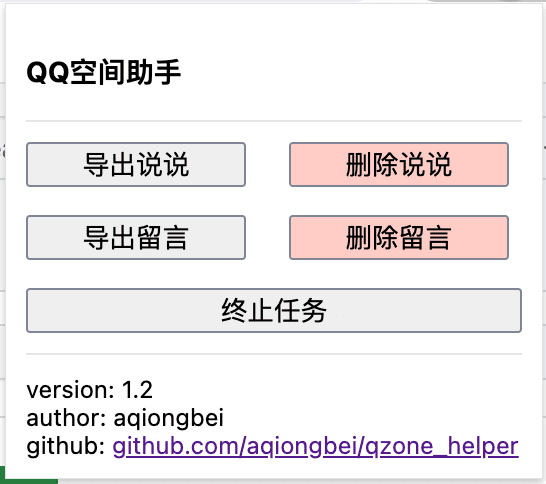 QQ空间助手
导出说说 删除说说
导出留言 删除留言
终止任务
version: 1.2
author: aqiongbei
github: github.com/aqiongbei/qzone_helper